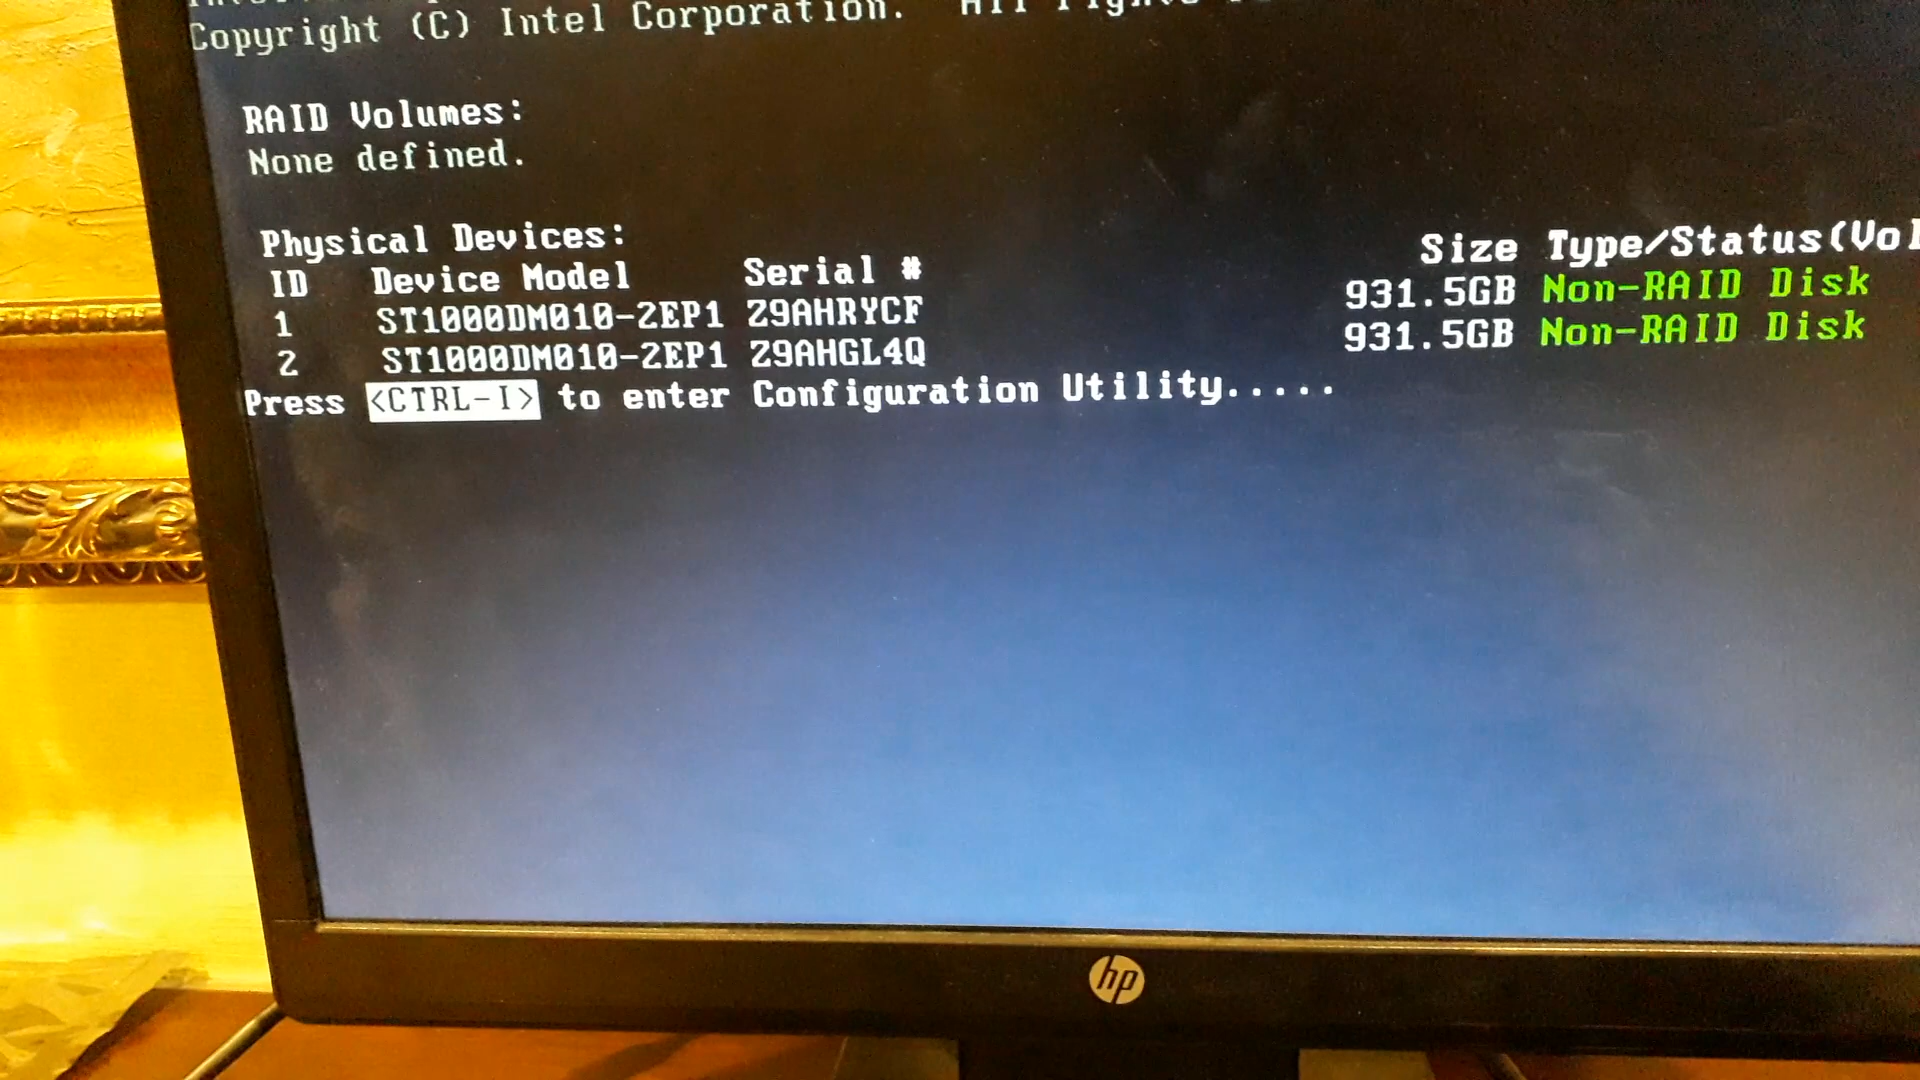 Copyright (C) Intel Corporation. All Rights
RAID Volumes:
None defined.
Physical Devices:
ID Device Model Serial # Size Type/Status(Vol
1 ST1000DM010-2EP1 Z9AHRYCF 931.5GB Non-RAID Disk
2 ST1000DM010-2EP1 Z9AHGL4Q 931.5GB Non-RAID Disk
Press <CTRL-I> to enter Configuration Utility.....
hp